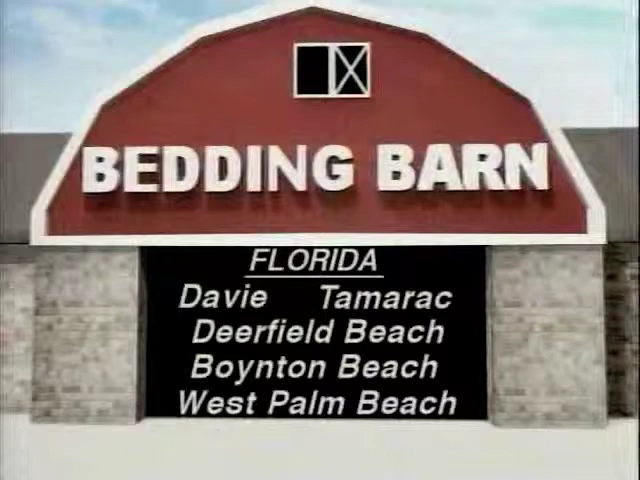 BEDDING BARN
FLORIDA
Davie Tamarac
Deerfield Beach
Boynton Beach
West Palm Beach